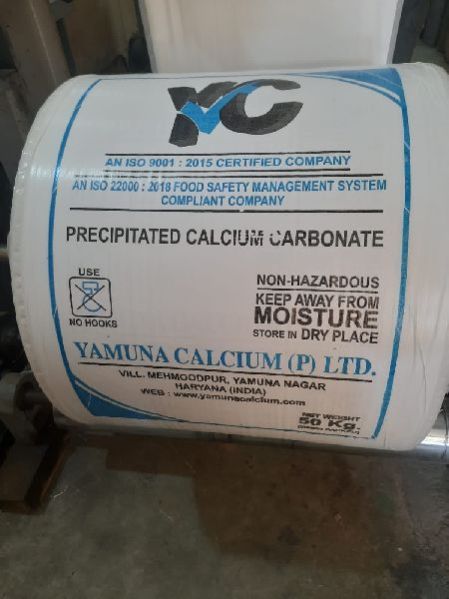 YC
AN ISO 9001 : 2015 CERTIFIED COMPANY
AN ISO 22000 : 2018 FOOD SAFETY MANAGEMENT SYSTEM
COMPLIANT COMPANY
PRECIPITATED CALCIUM CARBONATE
USE
NO HOOKS
NON-HAZARDOUS
KEEP AWAY FROM
MOISTURE
STORE IN DRY PLACE
YAMUNA CALCIUM (P) LTD.
VILL. MEHMOODPUR, YAMUNA NAGAR
HARYANA (INDIA)
WEB : www.yamunacalcium.com
NET WEIGHT
50 Kg.